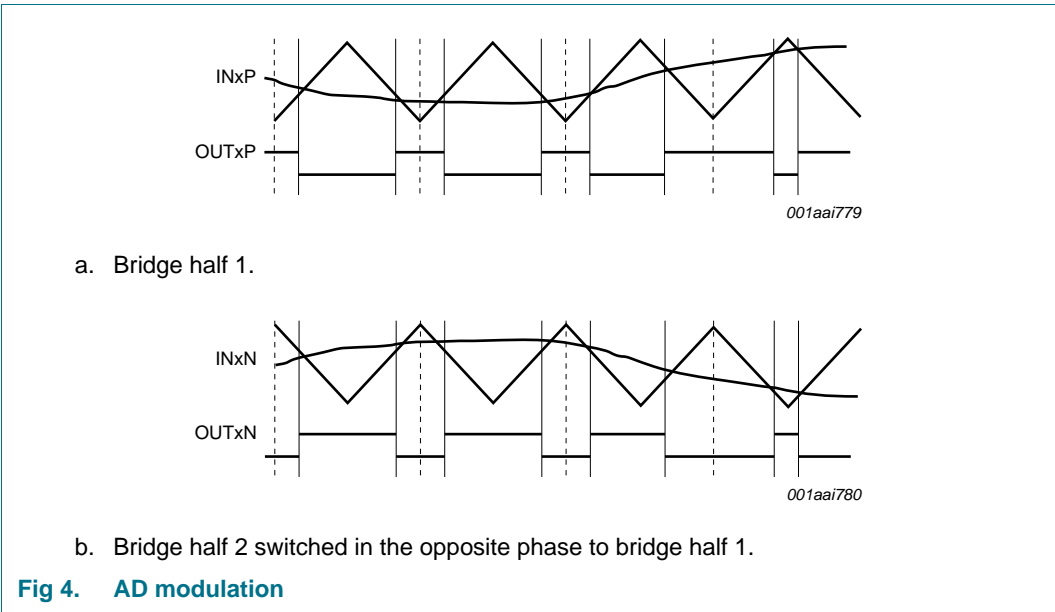 INxP
OUTxP
001aai779
a. Bridge half 1.
INxN
OUTxN
001aai780
b. Bridge half 2 switched in the opposite phase to bridge half 1.
Fig 4. AD modulation